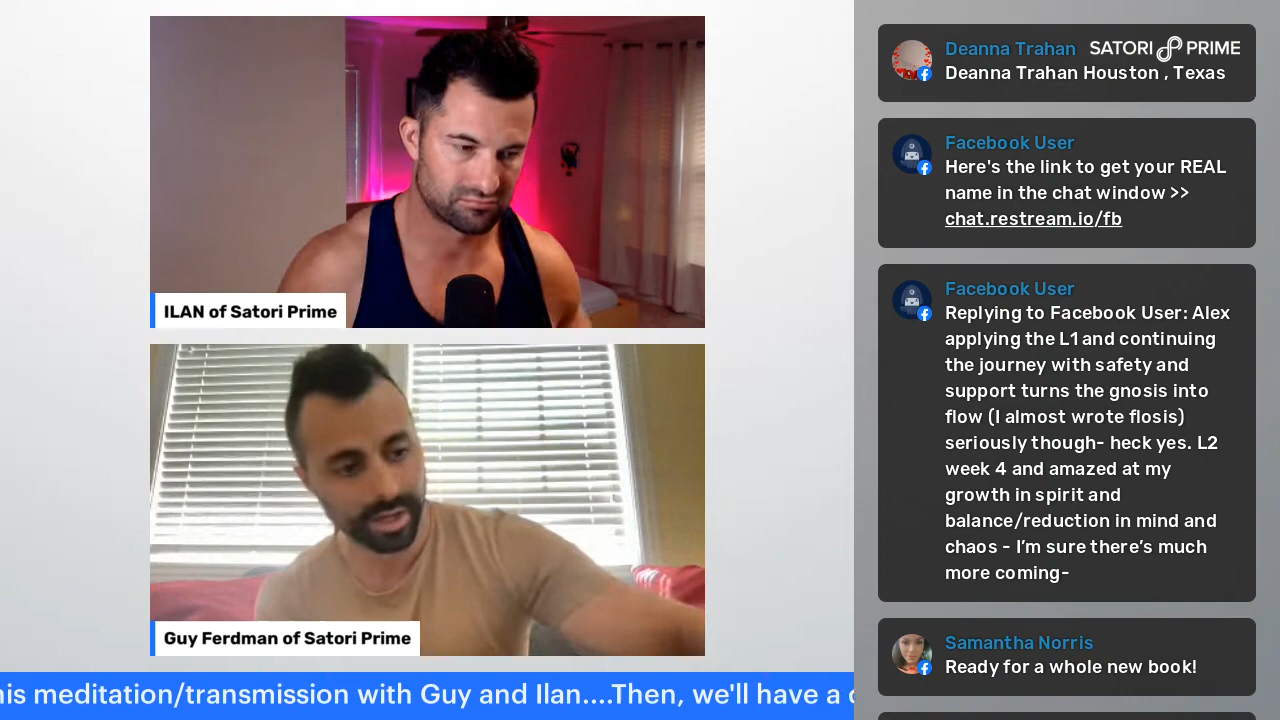 ILAN of Satori Prime
Guy Ferdman of Satori Prime
his meditation/transmission with Guy and Ilan....Then, we'll have a
Deanna Trahan
SATORI PRIME
Deanna Trahan Houston , Texas
Facebook User
Here's the link to get your REAL
name in the chat window >>
chat.restream.io/fb
Facebook User
Replying to Facebook User: Alex
applying the L1 and continuing
the journey with safety and
support turns the gnosis into
flow (I almost wrote flosis)
seriously though- heck yes. L2
week 4 and amazed at my
growth in spirit and
balance/reduction in mind and
chaos - I’m sure there’s much
more coming-
Samantha Norris
Ready for a whole new book!